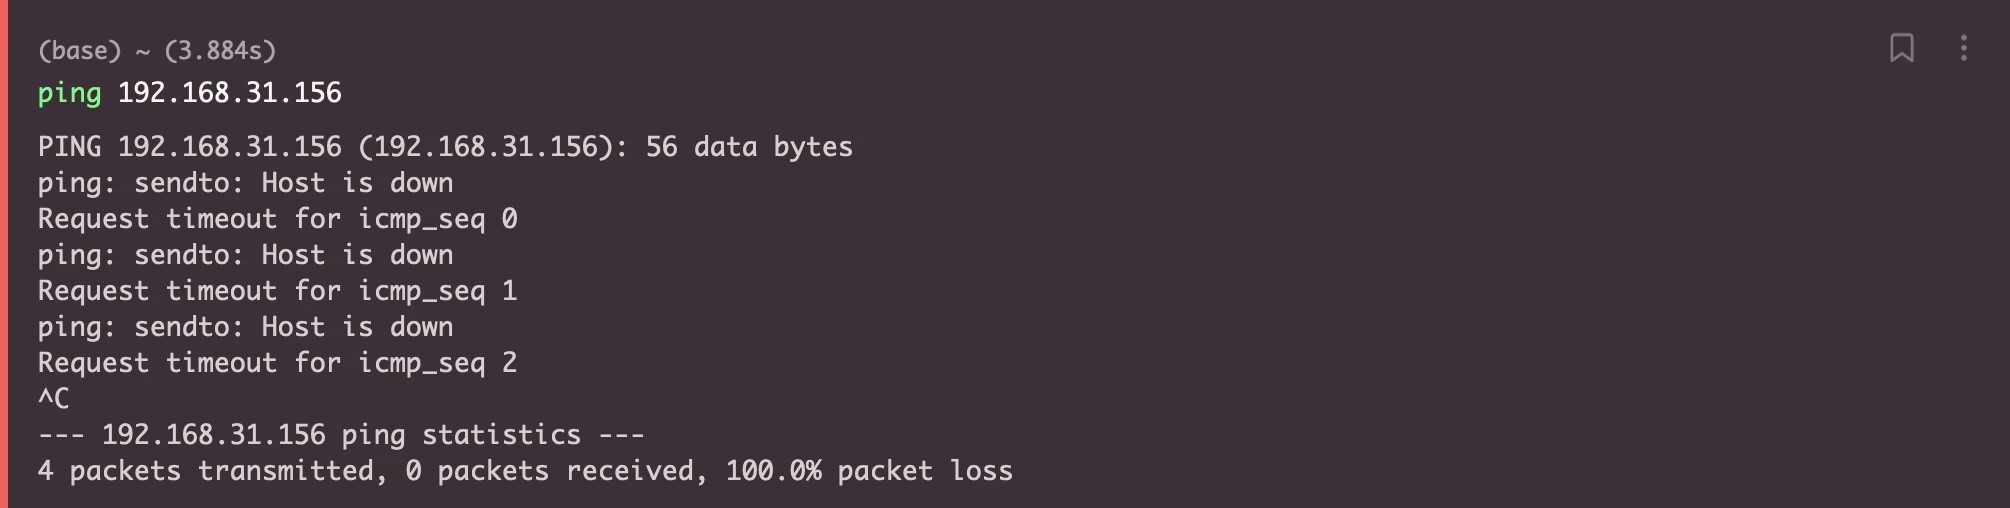 (base) ~ (3.884s)
ping 192.168.31.156
PING 192.168.31.156 (192.168.31.156): 56 data bytes
ping: sendto: Host is down
Request timeout for icmp_seq 0
ping: sendto: Host is down
Request timeout for icmp_seq 1
ping: sendto: Host is down
Request timeout for icmp_seq 2
^C
--- 192.168.31.156 ping statistics ---
4 packets transmitted, 0 packets received, 100.0% packet loss